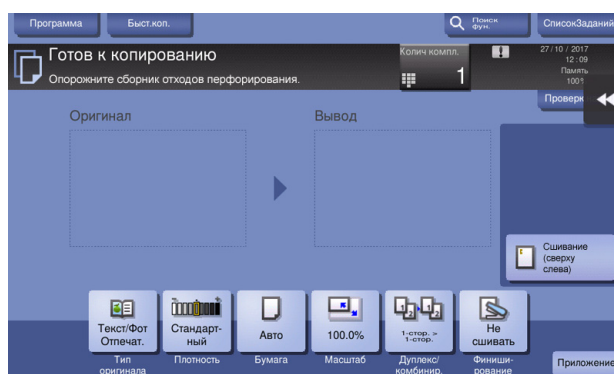 Программа
Быст.коп.
Поиск
фун.
СписокЗаданий
Готов к копированию
Опорожните сборник отходов перфорирования.
Колич компл.
1
27/10 / 2017
12:09
Память
100%
Проверк
Оригинал
Вывод
Сшивание
(сверху
слева)
Текст/Фот
Отпечат.
Стандарт-
ный
Авто
100.0%
1-стор. >
1-стор.
Не
сшивать
Тип
оригинала
Плотность
Бумага
Масштаб
Дуплекс/
комбинир.
Финиши-
рование
Приложение